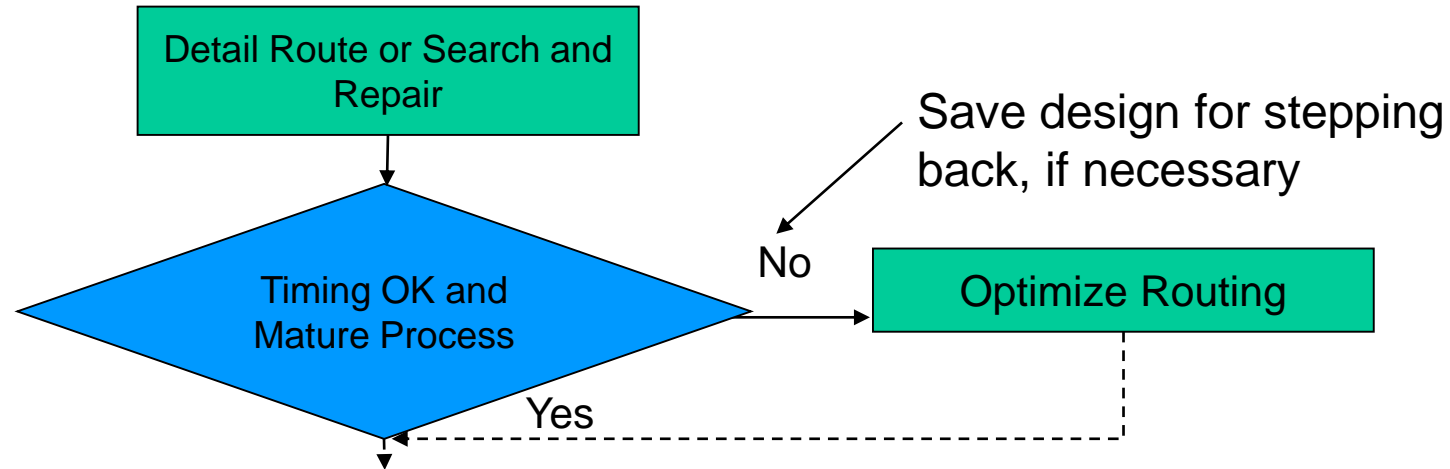 Detail Route or Search and
Repair
Save design for stepping
back, if necessary
Timing OK and
Mature Process
No
Optimize Routing
Yes